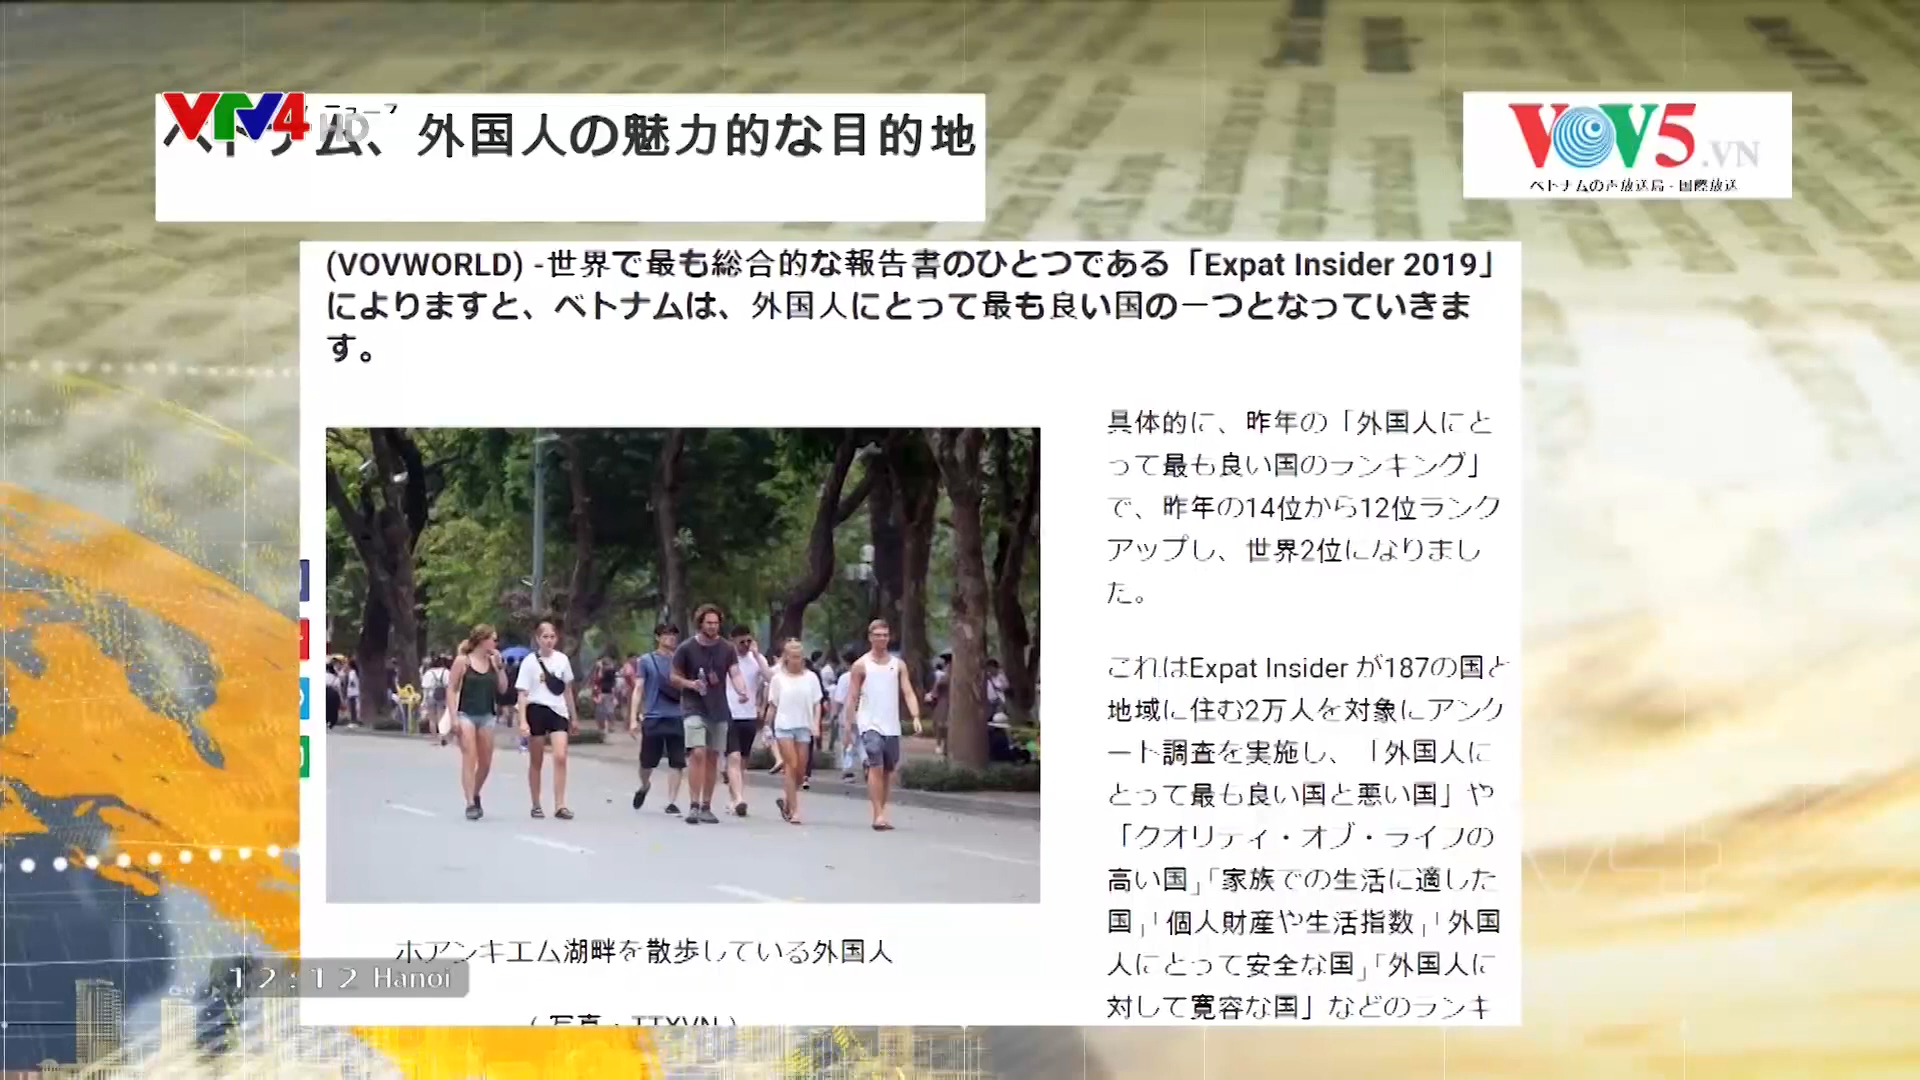 VTV4
HD
ベトナム、外国人の魅力的な目的地
VOV5.VN
ベトナムの声放送局 - 国際放送
(VOVWORLD) -世界で最も総合的な報告書のひとつである「Expat Insider 2019」
によりますと、ベトナムは、外国人にとって最も良い国の一つとなっていきま
す。
具体的に、昨年の「外国人にと
って最も良い国のランキング」
で、昨年の14位から12位ランク
アップし、世界2位になりまし
た。
これはExpat Insider が187の国と
地域に住む2万人を対象にアンケ
ート調査を実施し、「外国人に
とって最も良い国と悪い国」や
「クオリティ・オブ・ライフの
高い国」「家族での生活に適した
国」「個人財産や生活指数」「外国
人にとって安全な国」「外国人に
対して寛容な国」などのランキ
ホアンキエム湖畔を散歩している外国人
(写真：TTXVN)
12:12 Hanoi